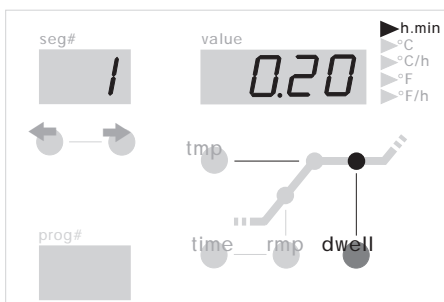 seg#
value
1
0.20
h.min
°C
°C/h
°F
°F/h
tmp
prog#
time
rmp
dwell